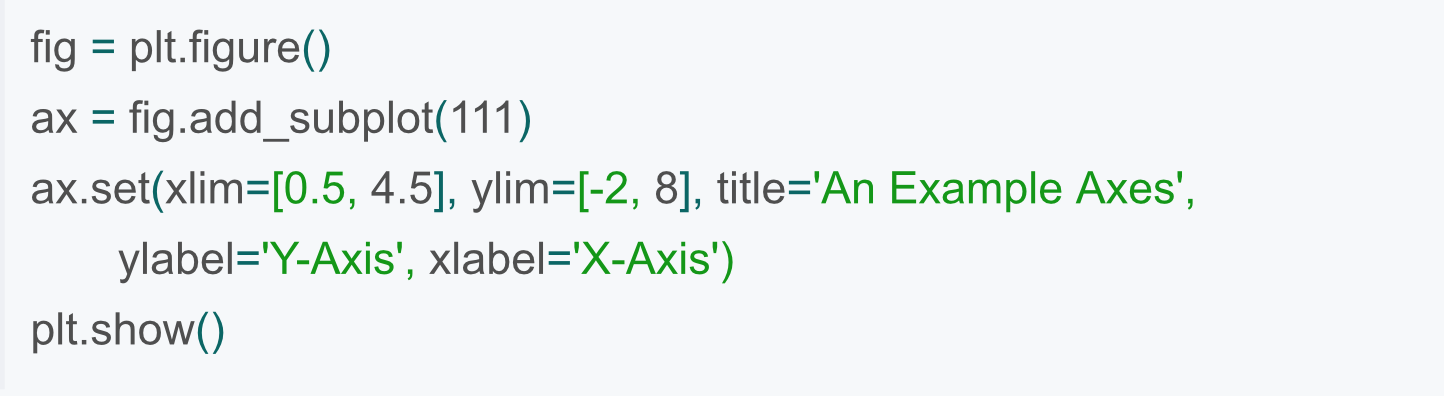 fig = plt.figure()
ax = fig.add_subplot(111)
ax.set(xlim=[0.5, 4.5], ylim=[-2, 8], title='An Example Axes',
ylabel='Y-Axis', xlabel='X-Axis')
plt.show()